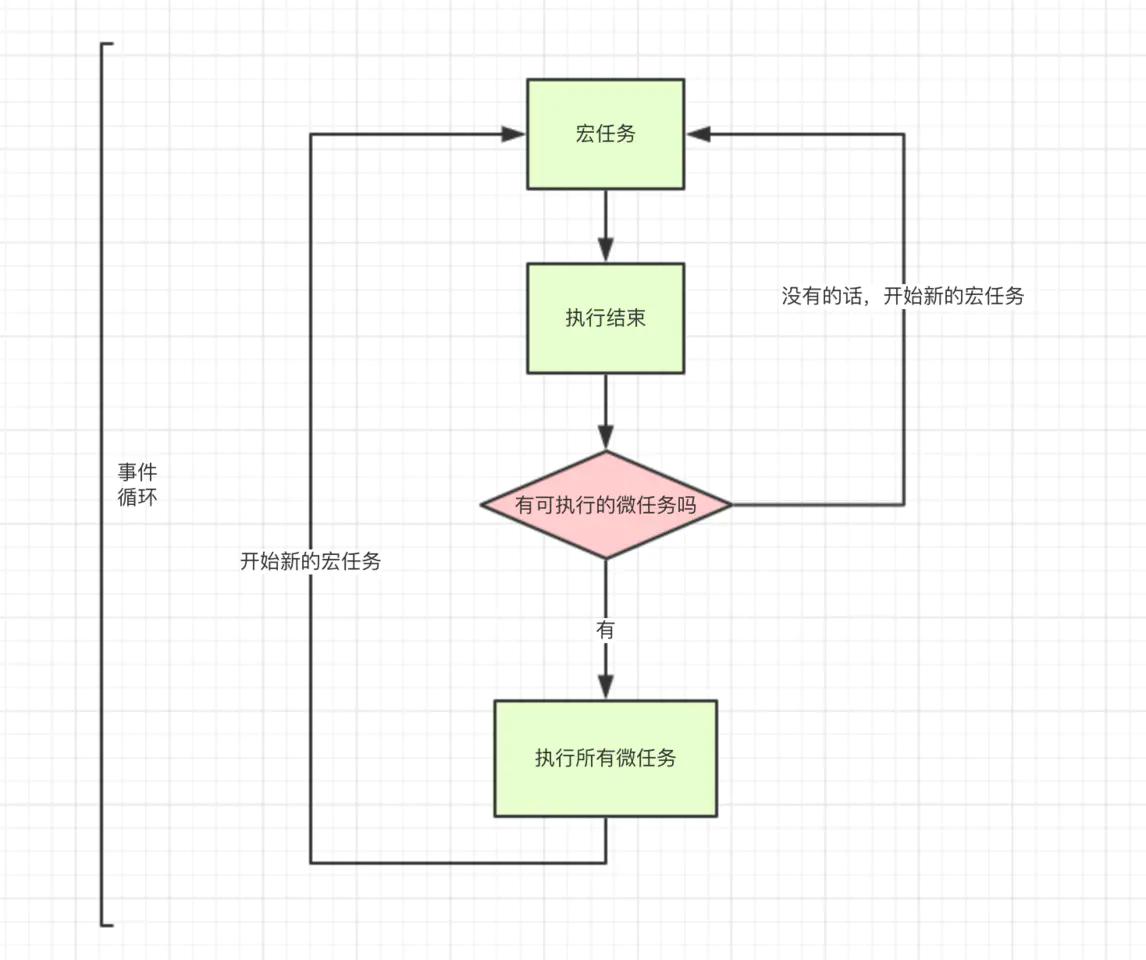 宏任务
执行结束
没有的话，开始新的宏任务
事件
循环
有可执行的微任务吗
开始新的宏任务
有
执行所有微任务